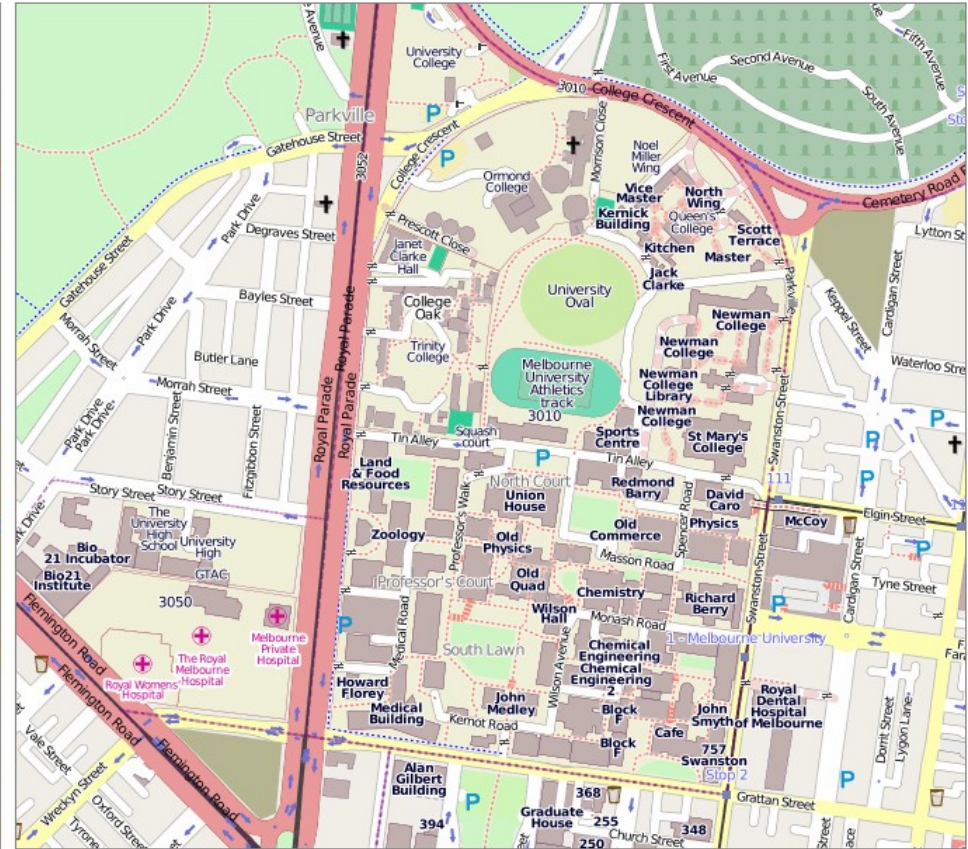 University
College
Parkville
3010
College Crescent
First Avenue
Second Avenue
Fifth Avenue
South Avenue
Gatehouse Street
College Crescent
3052
Morrison Close
Cemetery Road
Noel
Miller
Wing
Ormond
College
Vice
Master
North
Wing
Kernick
Building
Queen's
College
Scott
Terrace
Kitchen
Master
Jack
Clarke
Park Drive
Degraves Street
Prescott Close
Janet
Clarke
Hall
Lytton St
Gatehouse Street
Bayles Street
College
Oak
University
Oval
Parkville
Keppel Street
Cardigan Street
Morrah Street
Park Drive
Royal Parade
Butler Lane
Trinity
College
Newman
College
Newman
College
Newman
College
Library
Newman
College
Waterloo Stre
Morrah Street
Melbourne
University
Athletics
track
3010
Park Drive
Park Drive
Benjamin Street
Fitzgibbon Street
Royal Parade
Royal Parade
Squash
court
Tin Alley
Sports
Centre
St Mary's
College
Swanston Street
Tin Alley
Land
& Food
Resources
North Court
Union
House
Redmond
Barry
David
Caro
Physics
111
Story Street
Story Street
The
University
High
School
University
High
Zoology
Professor's Walk
Old
Physics
Old
Commerce
Spencer Road
McCoy
Elgin Street
Bio
21 Incubator
Bio21
Institute
GTAC
Professor's Court
Old
Quad
Masson Road
Chemistry
Richard
Berry
Swanston Street
Cardigan Street
Tyne Street
3050
Wilson
Hall
Monash Road
1 - Melbourne University
Flemington Road
Melbourne
Private
Hospital
The Royal
Melbourne
Hospital
Royal Womens
Hospital
Medical Road
South Lawn
Wilson Avenue
Chemical
Engineering
Chemical
Engineering
2
Flemington Road
Howard
Florey
Medical
Building
John
Medley
Kernot Road
Block
F
Block
F
John
Smyth
Cafe
Royal
Dental
Hospital
of Melbourne
Dorrit Street
Lygon Lane
757
Swanston
Stop 2
Vale Street
Flemington Road
Wreckyn Street
Oxford Street
Tyrone
Alan
Gilbert
Building
394
Graduate
House
368
255
250
Church Street
348
Grattan Street